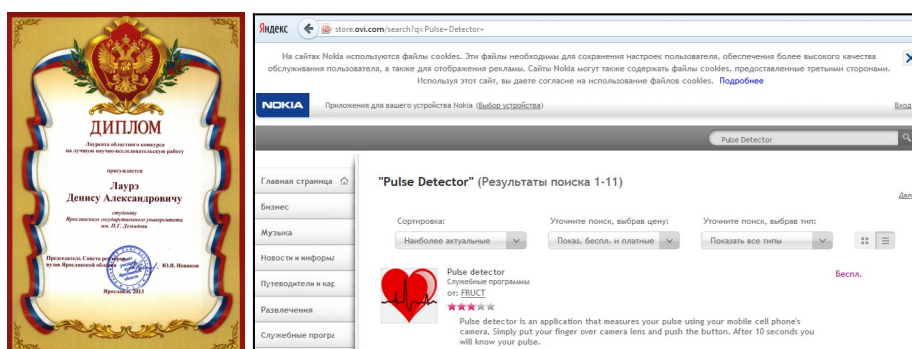 ДИПЛОМ
Лауреата областного конкурса
на лучшую научно-исследовательскую работу
присуждается
Лаурэ
Денису Александровичу
студенту
Ярославского государственного университета
им. П.Г. Демидова
Председатель Совета ректоров
вузов Ярославской области
Ю.В. Новиков
Ярославль 2013
Яндекс
store.ovi.com/search?q=Pulse+Detector+
На сайтах Nokia используются файлы cookies. Эти файлы необходимы для сохранения настроек пользователя, обеспечения более высокого качества
обслуживания пользователя, а также для отображения рекламы. Сайты Nokia могут также содержать файлы cookies, предоставленные третьими сторонами.
Используя этот сайт, вы даете согласие на использование файлов cookies. Подробнее
NOKIA
Приложения для вашего устройства Nokia (Выбор устройства)
Вход
Pulse Detector
Главная страница
Бизнес
Музыка
Новости и информа
Путеводители и кар
Развлечения
Служебные програ
"Pulse Detector" (Результаты поиска 1-11)
Дал
Сортировка:
Уточните поиск, выбрав цену:
Уточните поиск, выбрав тип:
Наиболее актуальные
Показ. беспл. и платные
Показать все типы
Pulse detector
Беспл.
Служебные программы
от: FRUCT
Pulse detector is an application that measures your pulse using your mobile cell phone's
camera. Simply put your finger over camera lens and push the button. After 10 seconds you
will know your pulse.